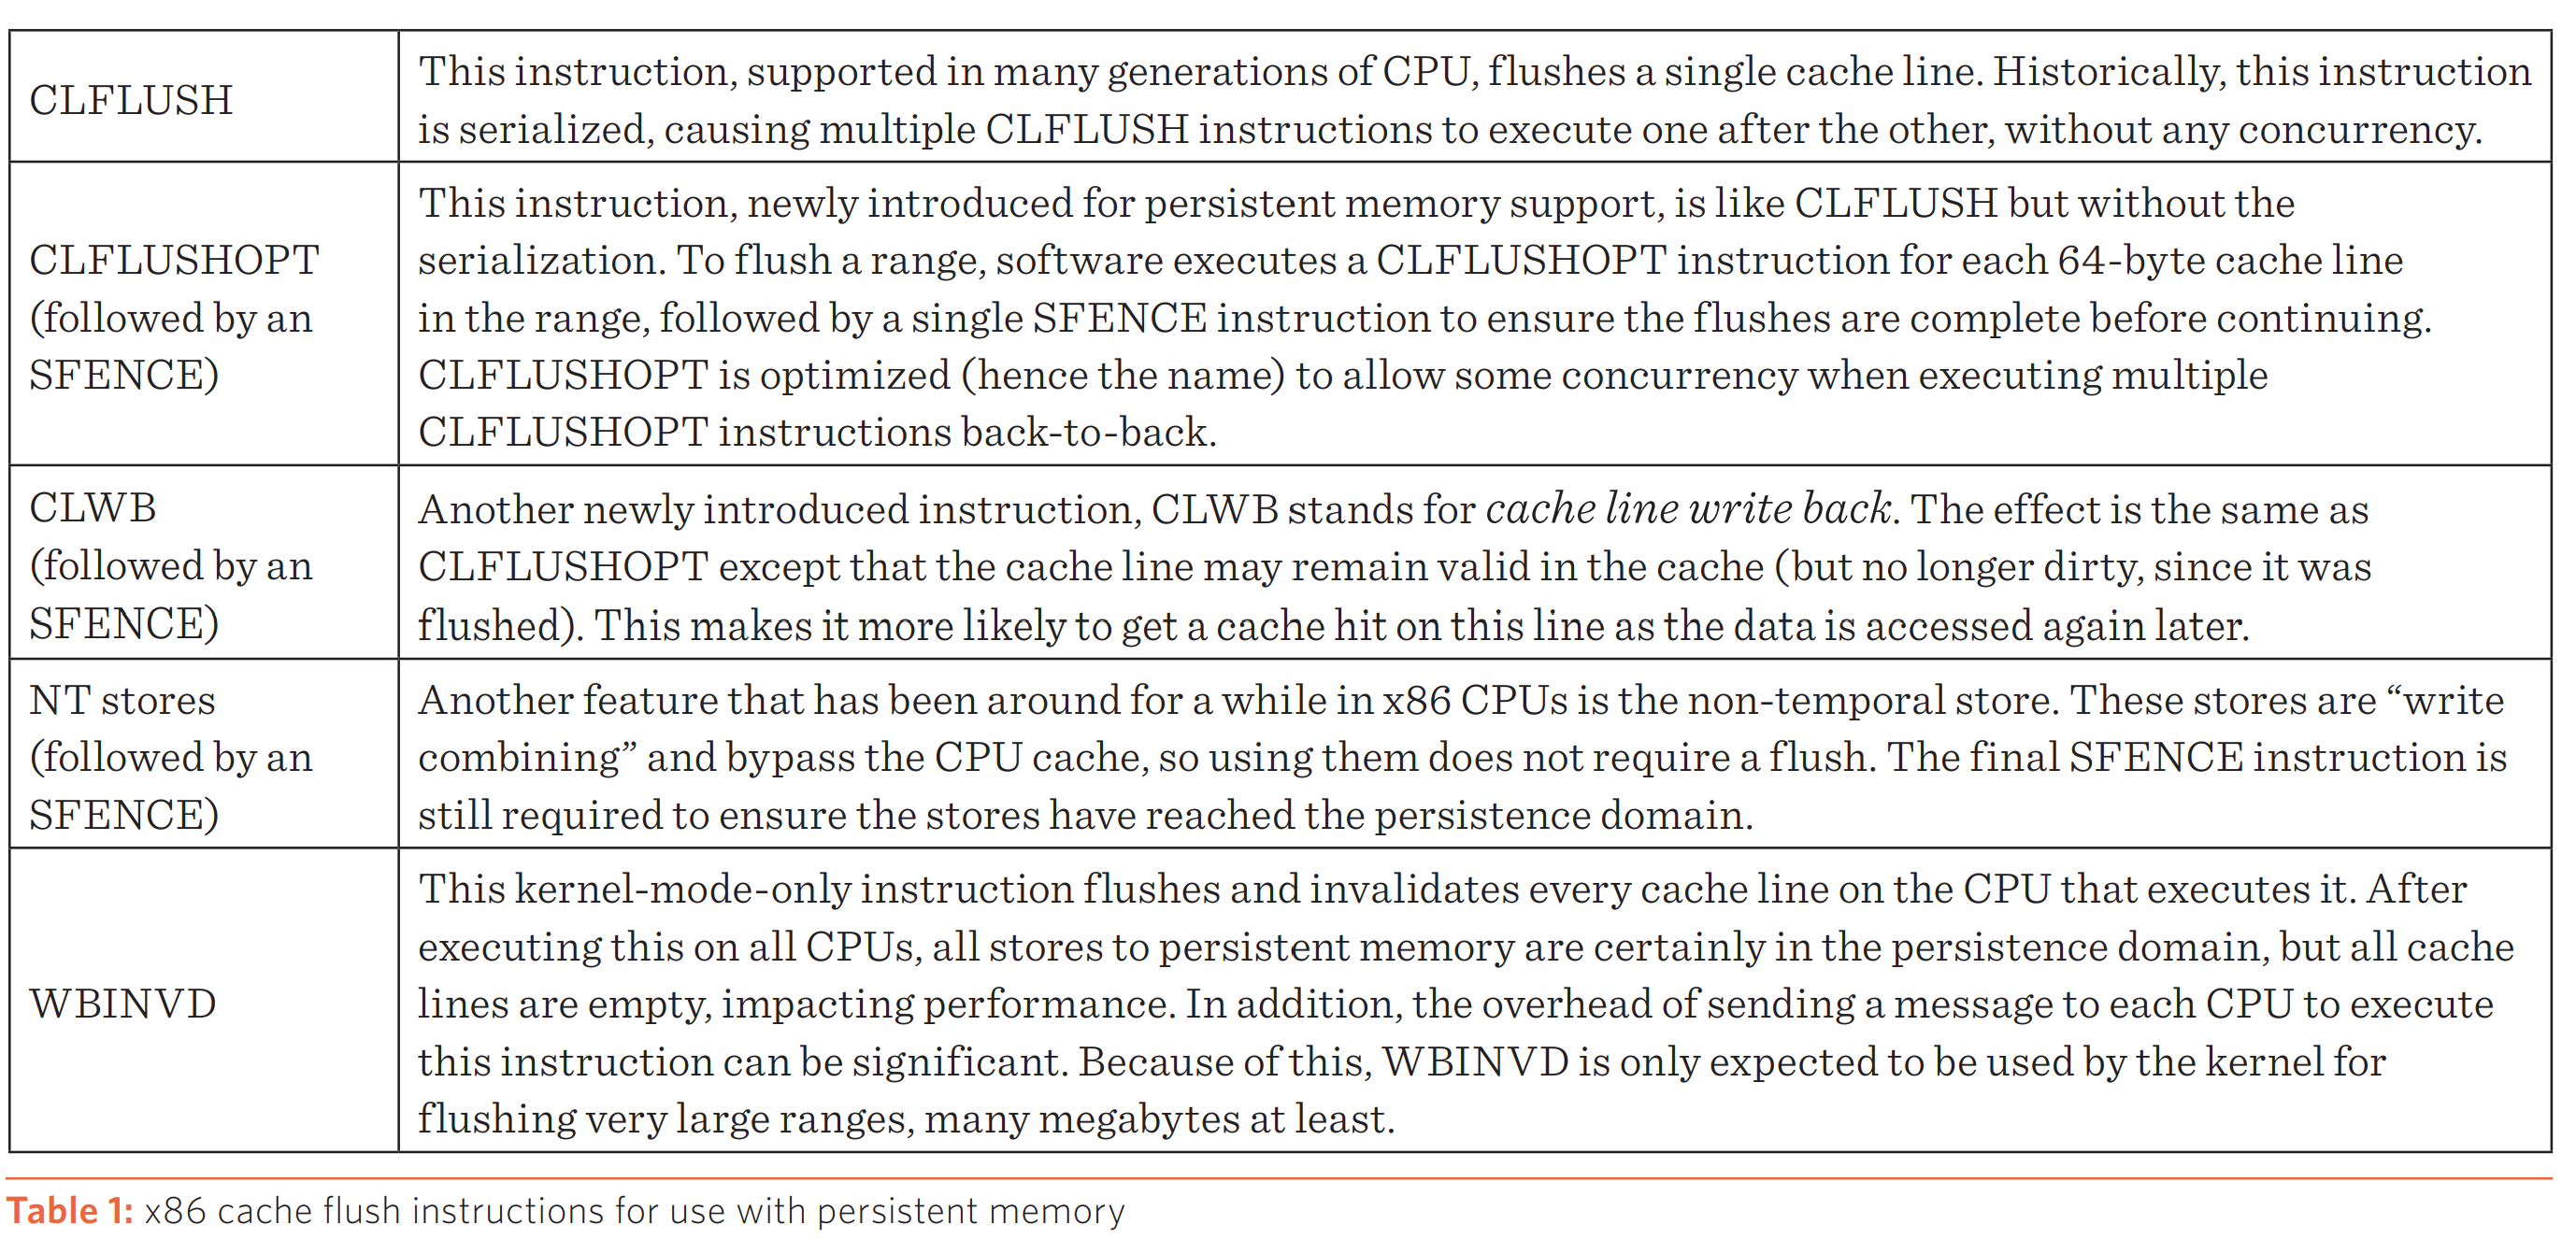 CLFLUSH
This instruction, supported in many generations of CPU, flushes a single cache line. Historically, this instruction
is serialized, causing multiple CLFLUSH instructions to execute one after the other, without any concurrency.
CLFLUSHOPT
(followed by an
SFENCE)
This instruction, newly introduced for persistent memory support, is like CLFLUSH but without the
serialization. To flush a range, software executes a CLFLUSHOPT instruction for each 64-byte cache line
in the range, followed by a single SFENCE instruction to ensure the flushes are complete before continuing.
CLFLUSHOPT is optimized (hence the name) to allow some concurrency when executing multiple
CLFLUSHOPT instructions back-to-back.
CLWB
(followed by an
SFENCE)
Another newly introduced instruction, CLWB stands for cache line write back. The effect is the same as
CLFLUSHOPT except that the cache line may remain valid in the cache (but no longer dirty, since it was
flushed). This makes it more likely to get a cache hit on this line as the data is accessed again later.
NT stores
(followed by an
SFENCE)
Another feature that has been around for a while in x86 CPUs is the non-temporal store. These stores are “write
combining” and bypass the CPU cache, so using them does not require a flush. The final SFENCE instruction is
still required to ensure the stores have reached the persistence domain.
WBINVD
This kernel-mode-only instruction flushes and invalidates every cache line on the CPU that executes it. After
executing this on all CPUs, all stores to persistent memory are certainly in the persistence domain, but all cache
lines are empty, impacting performance. In addition, the overhead of sending a message to each CPU to execute
this instruction can be significant. Because of this, WBINVD is only expected to be used by the kernel for
flushing very large ranges, many megabytes at least.
Table 1: x86 cache flush instructions for use with persistent memory